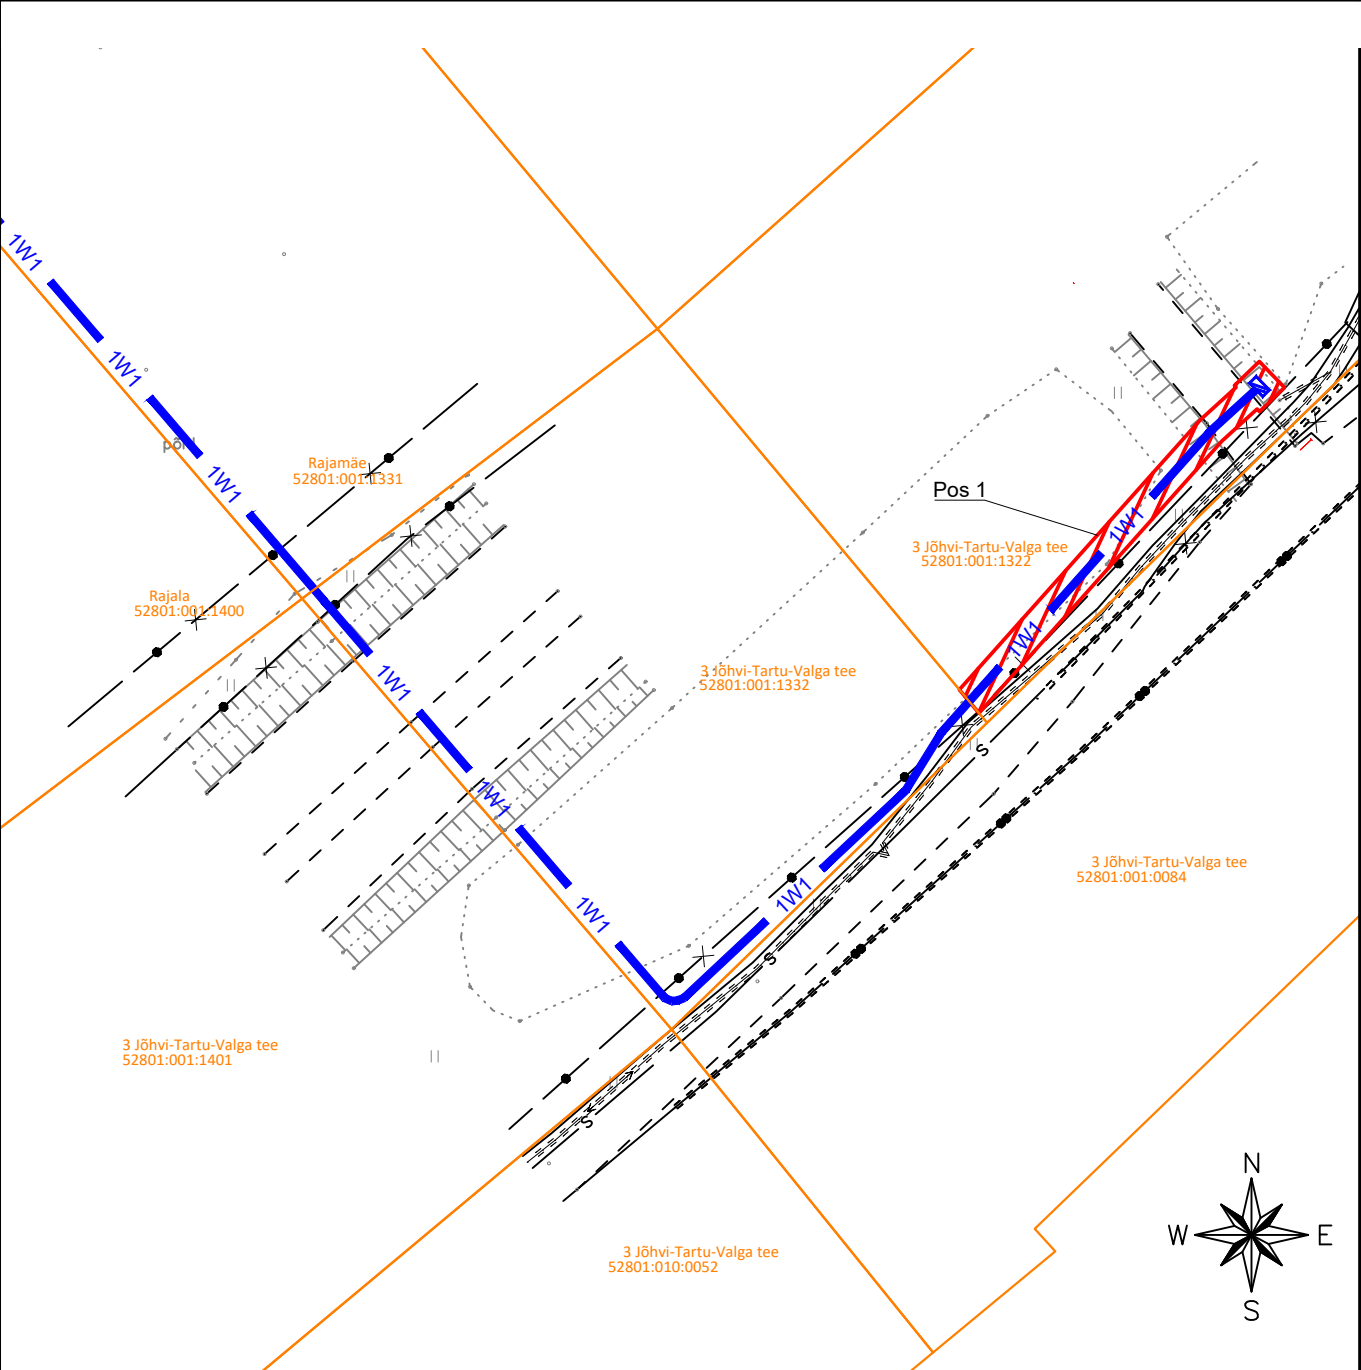 1W1
1W1
põld
Rajamäe
52801:001:1331
1W1
Pos 1
1W1
3 Jõhvi-Tartu-Valga tee
52801:001:1322
Rajala
52801:001:1400
1W1
1W1
3 Jõhvi-Tartu-Valga tee
52801:001:1332
S
1W1
3 Jõhvi-Tartu-Valga tee
52801:001:0084
1W1
1W1
S
3 Jõhvi-Tartu-Valga tee
52801:001:1401
S
N
W E
S
3 Jõhvi-Tartu-Valga tee
52801:010:0052